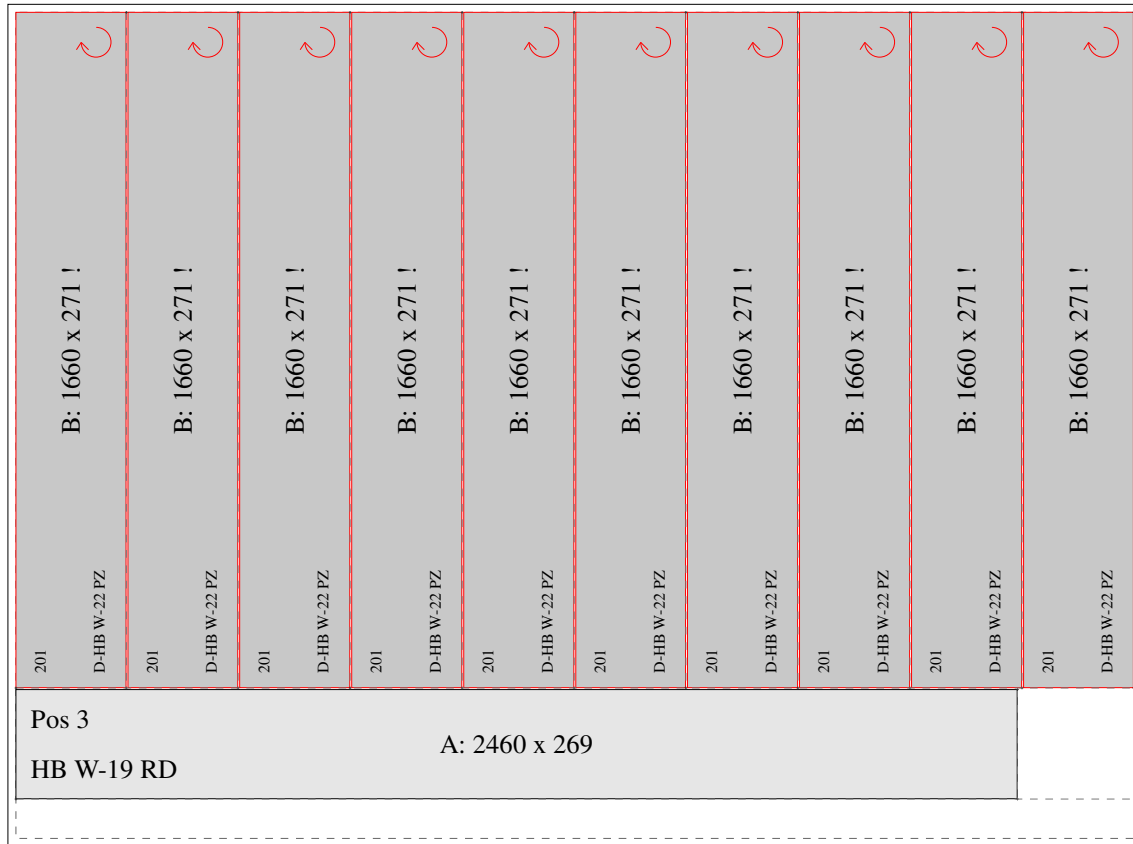 B: 1660 x 271 !
201
D-HB W-22 PZ
B: 1660 x 271 !
201
D-HB W-22 PZ
B: 1660 x 271 !
201
D-HB W-22 PZ
B: 1660 x 271 !
201
D-HB W-22 PZ
B: 1660 x 271 !
201
D-HB W-22 PZ
B: 1660 x 271 !
201
D-HB W-22 PZ
B: 1660 x 271 !
201
D-HB W-22 PZ
B: 1660 x 271 !
201
D-HB W-22 PZ
B: 1660 x 271 !
201
D-HB W-22 PZ
B: 1660 x 271 !
201
D-HB W-22 PZ
Pos 3
A: 2460 x 269
HB W-19 RD